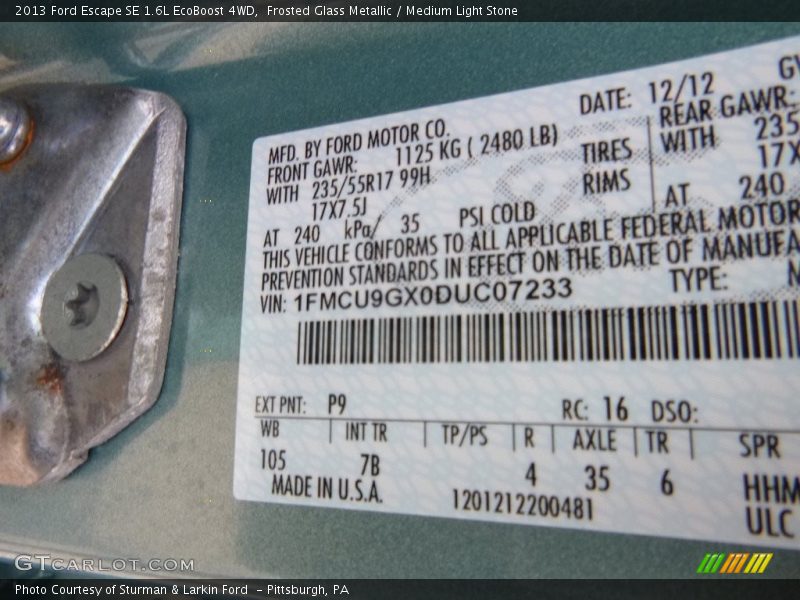 2013 Ford Escape SE 1.6L EcoBoost 4WD, Frosted Glass Metallic / Medium Light Stone
DATE: 12/12
MFD. BY FORD MOTOR CO.
FRONT GAWR: 1125 KG ( 2480 LB) REAR GAWR:
WITH 235/55R17 99H TIRES WITH 235
17X7.5J RIMS 17X
AT 240 kPa/ 35 PSI COLD AT 240
THIS VEHICLE CONFORMS TO ALL APPLICABLE FEDERAL MOTOR
PREVENTION STANDARDS IN EFFECT ON THE DATE OF MANUFA
VIN: 1FMCU9GX0DUC07233 TYPE:
EXT PNT: P9 RC: 16 DSO:
WB INT TR TP/PS R AXLE TR SPR
105 7B 4 35 6 HHM
MADE IN U.S.A. 1201212200481 ULC
GTCARLOT.COM
Photo Courtesy of Sturman & Larkin Ford - Pittsburgh, PA